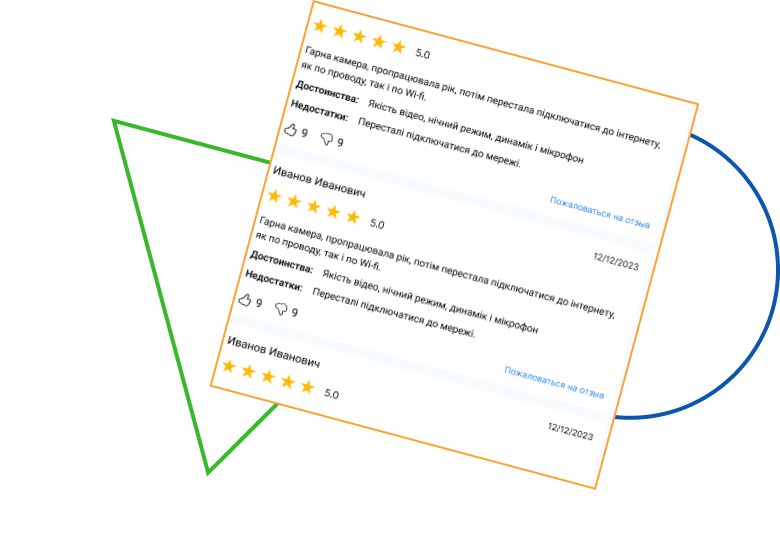 5.0
Гарна камера, пропрацювала рік, потім перестала підключатися до інтернету,
як по проводу, так і по Wi-fi.
Достоинства: Якість відео, нічний режим, динамік і мікрофон
Недостатки: Пересталі підключатися до мережі.
9 9
Пожаловаться на отзыв
Иванов Иванович
12/12/2023
5.0
Гарна камера, пропрацювала рік, потім перестала підключатися до інтернету,
як по проводу, так і по Wi-fi.
Достоинства: Якість відео, нічний режим, динамік і мікрофон
Недостатки: Пересталі підключатися до мережі.
9 9
Пожаловаться на отзыв
Иванов Иванович
12/12/2023
5.0